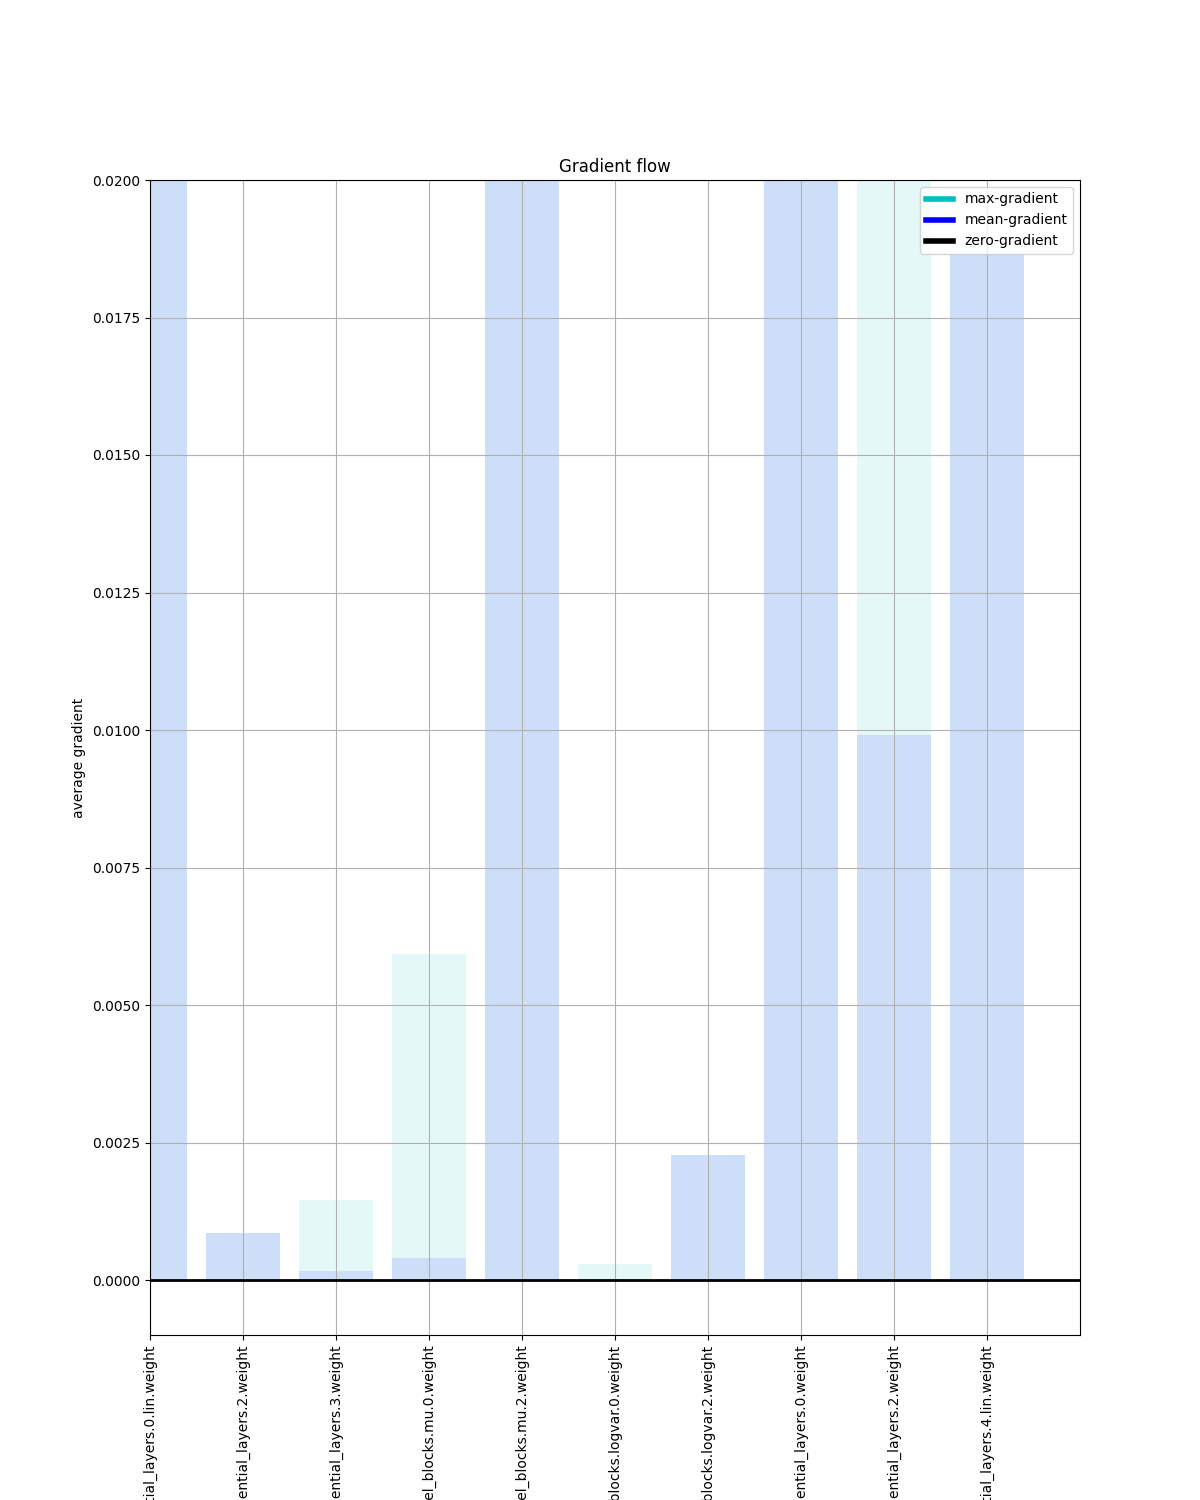 Gradient flow
max-gradient
mean-gradient
zero-gradient
0.0200
0.0175
0.0150
0.0125
0.0100
0.0075
0.0050
0.0025
0.0000
average gradient
tial_layers.0.lin.weight
ential_layers.2.weight
ential_layers.3.weight
el_blocks.mu.0.weight
el_blocks.mu.2.weight
blocks.logvar.0.weight
blocks.logvar.2.weight
ential_layers.0.weight
ential_layers.2.weight
tial_layers.4.lin.weight